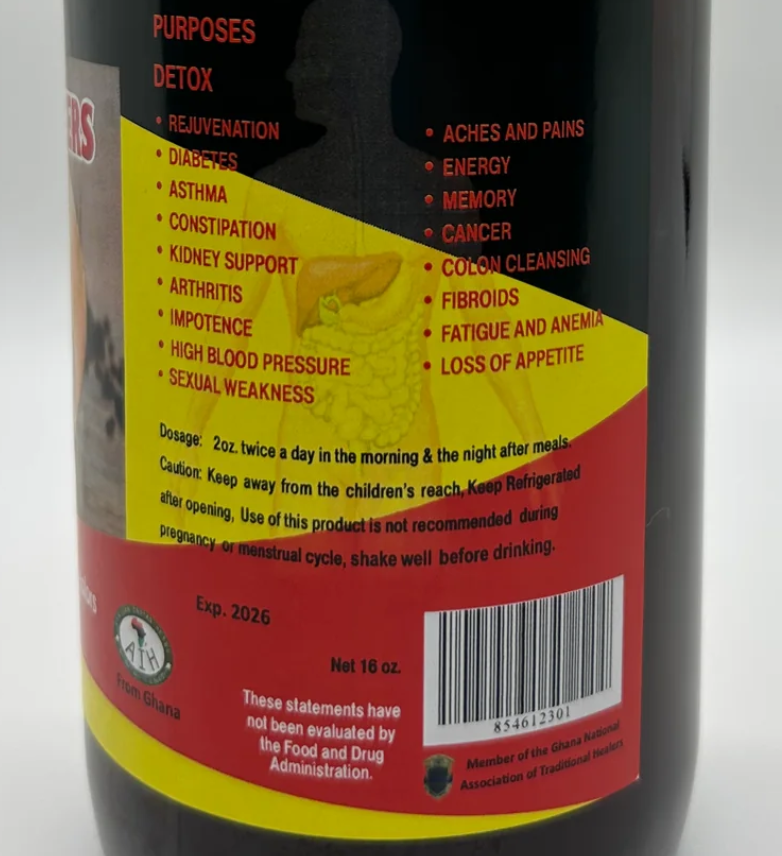 PURPOSES
DETOX
• REJUVENATION
• DIABETES
• ASTHMA
• CONSTIPATION
• KIDNEY SUPPORT
• ARTHRITIS
• IMPOTENCE
• HIGH BLOOD PRESSURE
• SEXUAL WEAKNESS
• ACHES AND PAINS
• ENERGY
• MEMORY
• CANCER
• COLON CLEANSING
• FIBROIDS
• FATIGUE AND ANEMIA
• LOSS OF APPETITE
Dosage: 2oz. twice a day in the morning & the night after meals.
Caution: Keep away from the children's reach, Keep Refrigerated
after opening, Use of this product is not recommended during
pregnancy or menstrual cycle, shake well before drinking.
Exp. 2026
AIH
From Ghana
Net 16 oz.
These statements have
not been evaluated by
the Food and Drug
Administration.
854612301
Member of the Ghana National
Association of Traditional Healers